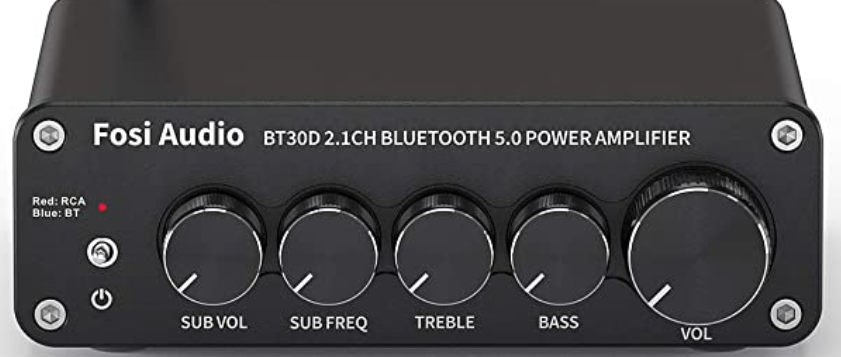 Fosi Audio BT30D 2.1CH BLUETOOTH 5.0 POWER AMPLIFIER
Red: RCA
Blue: BT
SUB VOL SUB FREQ TREBLE BASS VOL